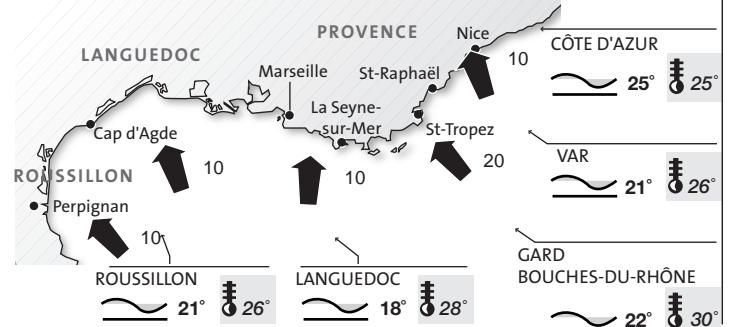 PROVENCE
Nice
10
CÔTE D'AZUR
25° 25°
LANGUEDOC
Marseille
St-Raphaël
La Seyne-
sur-Mer
St-Tropez
Cap d'Agde
10
10
20
VAR
21° 26°
ROUSSILLON
Perpignan
10
ROUSSILLON
21° 26°
LANGUEDOC
18° 28°
GARD
BOUCHES-DU-RHÔNE
22° 30°